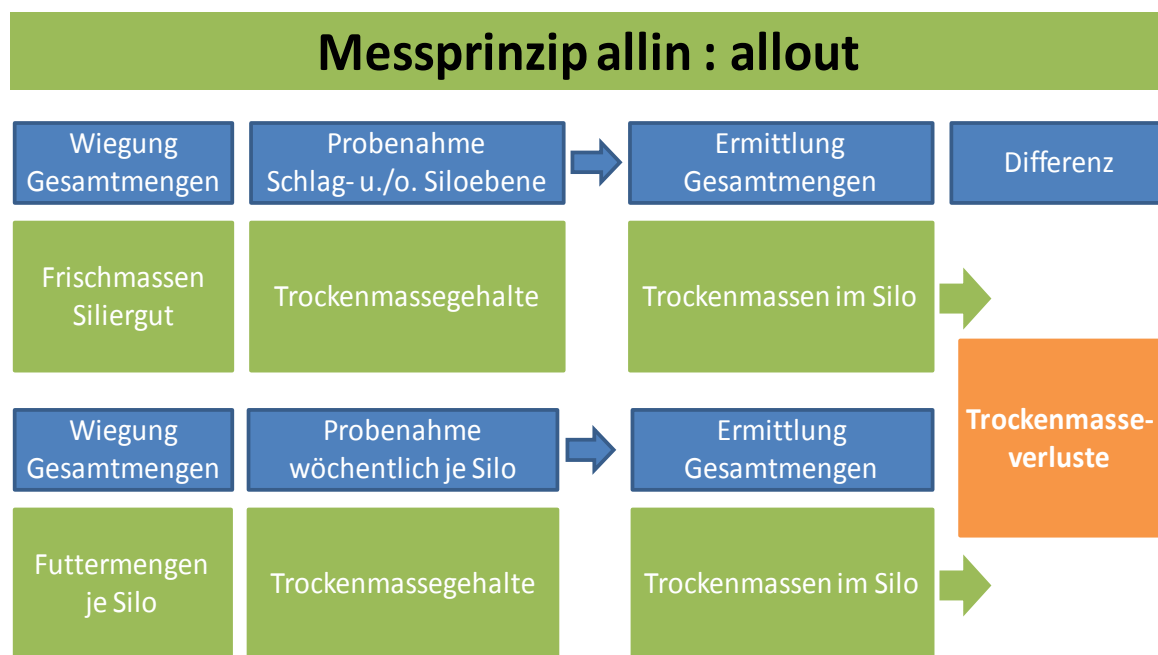 Messprinzip allin : allout
Wiegung
Gesamtmengen
Probenahme
Schlag- u./o. Siloebene
Ermittlung
Gesamtmengen
Differenz
Frischmassen
Siliergut
Trockenmassegehalte
Trockenmassen im Silo
Trockenmasse-
verluste
Wiegung
Gesamtmengen
Probenahme
wöchentlich je Silo
Ermittlung
Gesamtmengen
Futtermengen
je Silo
Trockenmassegehalte
Trockenmassen im Silo